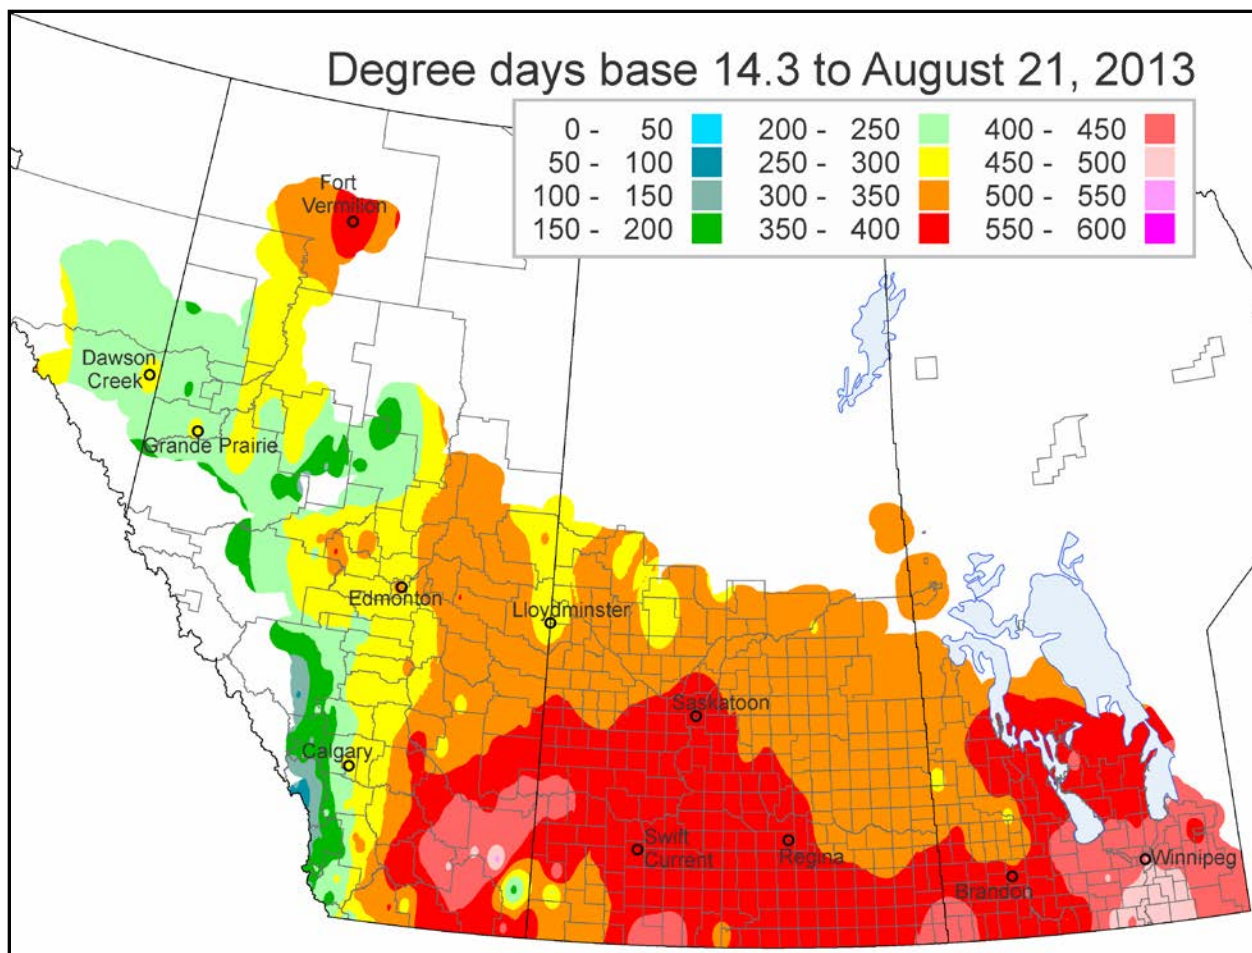 Degree days base 14.3 to August 21, 2013
0 - 50 200 - 250 400 - 450
50 - 100 250 - 300 450 - 500
100 - 150 300 - 350 500 - 550
150 - 200 350 - 400 550 - 600
Fort
Vermilion
Dawson
Creek
Grande Prairie
Edmonton
Lloydminster
Saskatoon
Calgary
Swift
Current
Regina
Brandon
Winnipeg